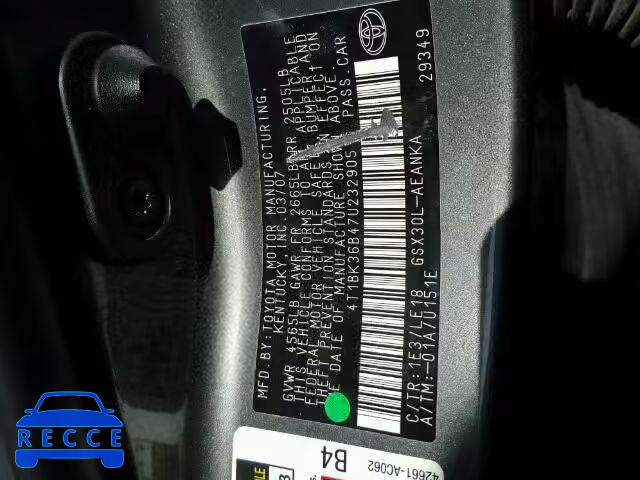 MFD. BY: TOYOTA MOTOR MANUFACTURING,
KENTUCKY, INC. 03/07
GVWR 4565LB GAWR FR 2665LB RR 2505LB
THIS VEHICLE CONFORMS TO ALL APPLICABLE
FEDERAL MOTOR VEHICLE SAFETY, BUMPER, AND
THEFT PREVENTION STANDARDS IN EFFECT ON
THE DATE OF MANUFACTURE SHOWN ABOVE.
4T1BK36B47U232905 PASS. CAR
C/TR: 1E3/LE18 GSX30L-AEANKA
A/TM: -01A/U151E 29349
B4
42661-AC062
RECCE